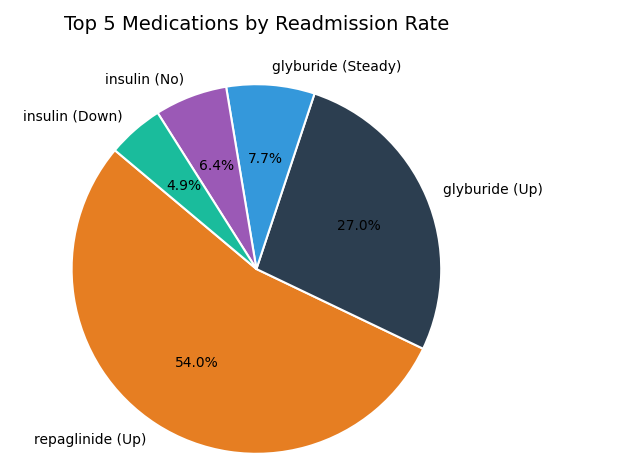 Top 5 Medications by Readmission Rate
glyburide (Steady)
insulin (No)
insulin (Down)
7.7%
6.4%
4.9%
glyburide (Up)
27.0%
54.0%
repaglinide (Up)